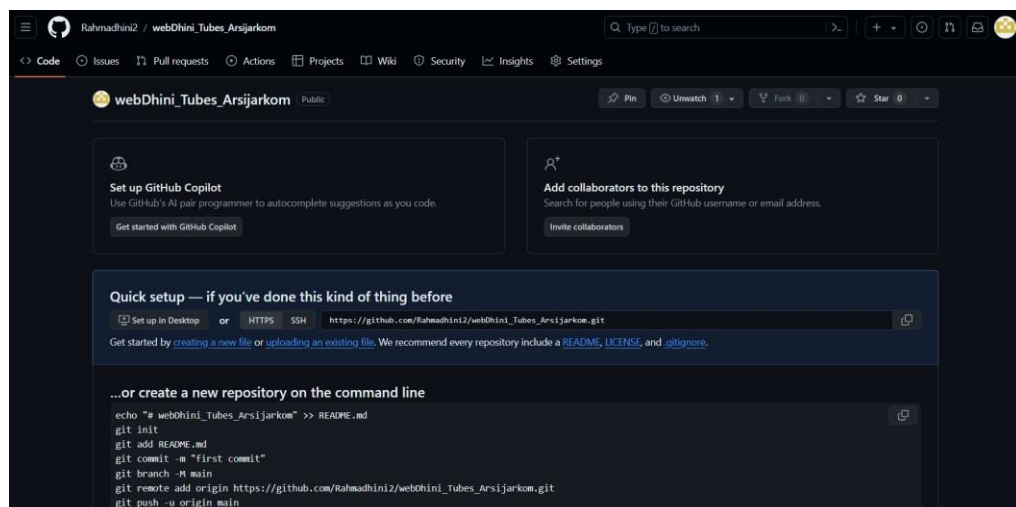 Rahmadhini2 / webDhini_Tubes_Arsijarkom
Type / to search
Code Issues Pull requests Actions Projects Wiki Security Insights Settings
webDhini_Tubes_Arsijarkom Public
Pin Unwatch 1 Fork 0 Star 0
Set up GitHub Copilot
Use GitHub's AI pair programmer to autocomplete suggestions as you code.
Get started with GitHub Copilot
Add collaborators to this repository
Search for people using their GitHub username or email address.
Invite collaborators
Quick setup — if you've done this kind of thing before
Set up in Desktop or HTTPS SSH https://github.com/Rahmadhini2/webDhini_Tubes_Arsijarkom.git
Get started by creating a new file or uploading an existing file. We recommend every repository include a README, LICENSE, and .gitignore.
...or create a new repository on the command line
echo "# webDhini_Tubes_Arsijarkom" >> README.md
git init
git add README.md
git commit -m "first commit"
git branch -M main
git remote add origin https://github.com/Rahmadhini2/webDhini_Tubes_Arsijarkom.git
git push -u origin main